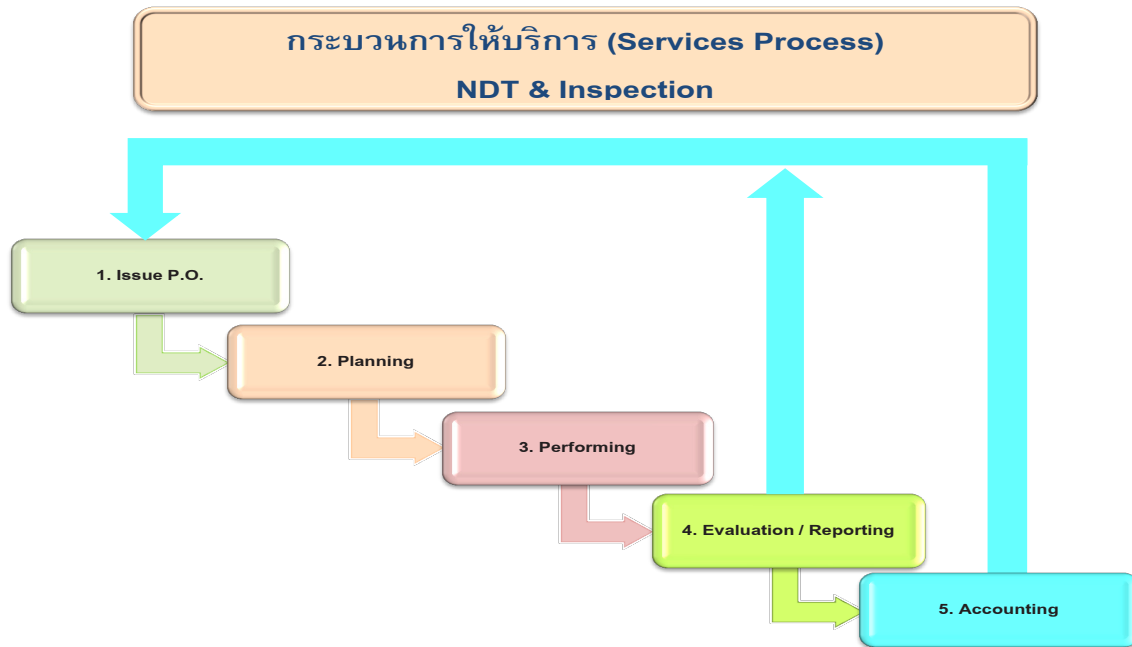 กระบวนการให้บริการ (Services Process)
NDT & Inspection
1. Issue P.O.
2. Planning
3. Performing
4. Evaluation / Reporting
5. Accounting